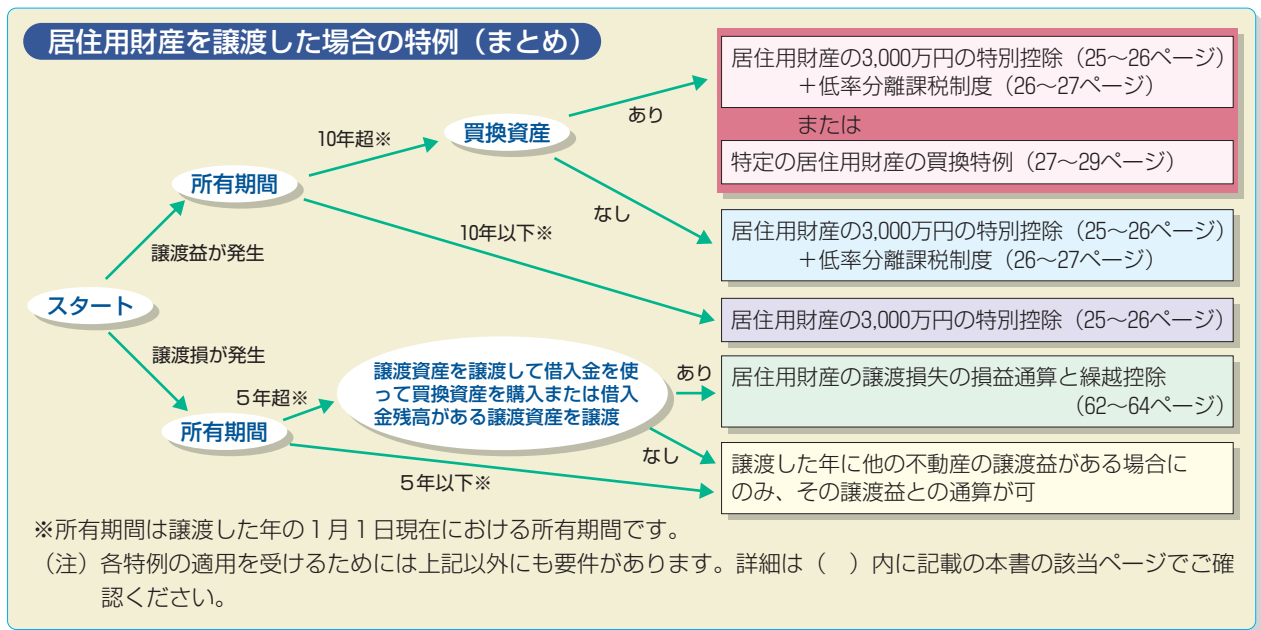 居住用財産を譲渡した場合の特例（まとめ）
居住用財産の3,000万円の特別控除（25～26ページ）
＋低率分離課税制度（26～27ページ）
または
特定の居住用財産の買換特例（27～29ページ）
あり
買換資産
10年超※
所有期間
なし
居住用財産の3,000万円の特別控除（25～26ページ）
＋低率分離課税制度（26～27ページ）
10年以下※
譲渡益が発生
スタート
居住用財産の3,000万円の特別控除（25～26ページ）
譲渡損が発生
５年超※
譲渡資産を譲渡して借入金を使
って買換資産を購入または借入
金残高がある譲渡資産を譲渡
あり
居住用財産の譲渡損失の損益通算と繰越控除
（62～64ページ）
所有期間
なし
５年以下※
譲渡した年に他の不動産の譲渡益がある場合に
のみ、その譲渡益との通算が可
※所有期間は譲渡した年の１月１日現在における所有期間です。
（注）各特例の適用を受けるためには上記以外にも要件があります。詳細は（　）内に記載の本書の該当ページでご確
認ください。